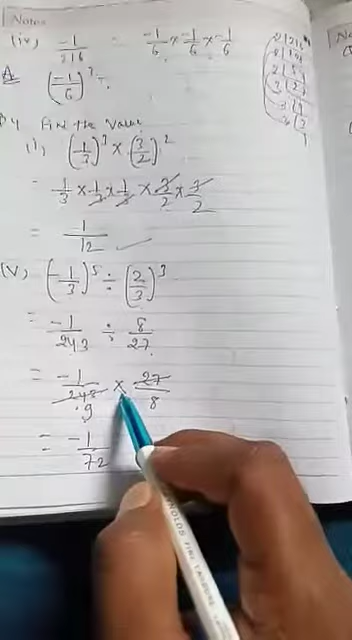 Notes
(iv) -1/216 = -1/6 × -1/6 × -1/6
A (-1/6)³
Find the Value
(1/3)³ × (3/2)²
= 1/3 × 1/3 × 1/3 × 3/2 × 3/2
= 1/12
(V) (-1/3)⁵ ÷ (2/3)³
= -1/243 ÷ 8/27
= -1/243 × 27/8
9
= -1/72